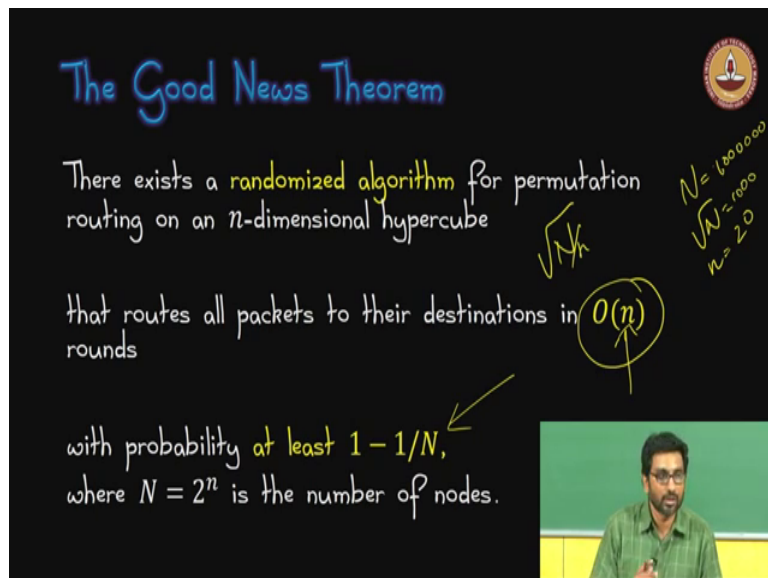 The Good News Theorem
There exists a randomized algorithm for permutation
routing on an n-dimensional hypercube
N = 1000000
√N = 1000
n = 20
√N/n
that routes all packets to their destinations in O(n)
rounds
with probability at least 1 − 1/N,
where N = 2ⁿ is the number of nodes.